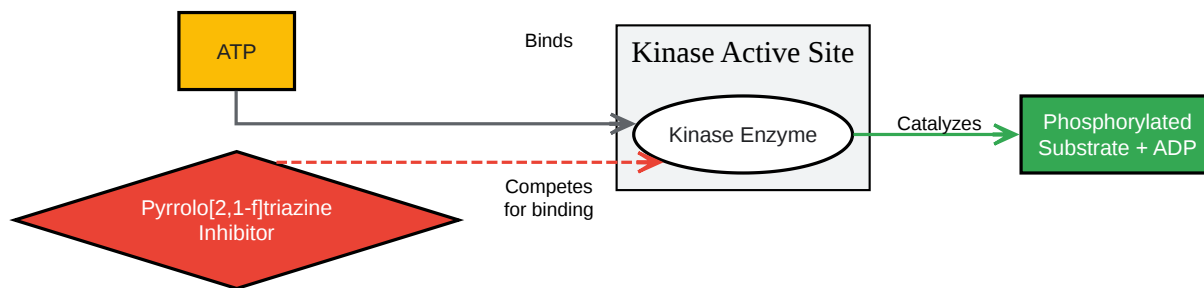 ATP
Binds
Kinase Active Site
Kinase Enzyme
Catalyzes
Phosphorylated
Substrate + ADP
Pyrrolo[2,1-f]triazine
Inhibitor
Competes
for binding